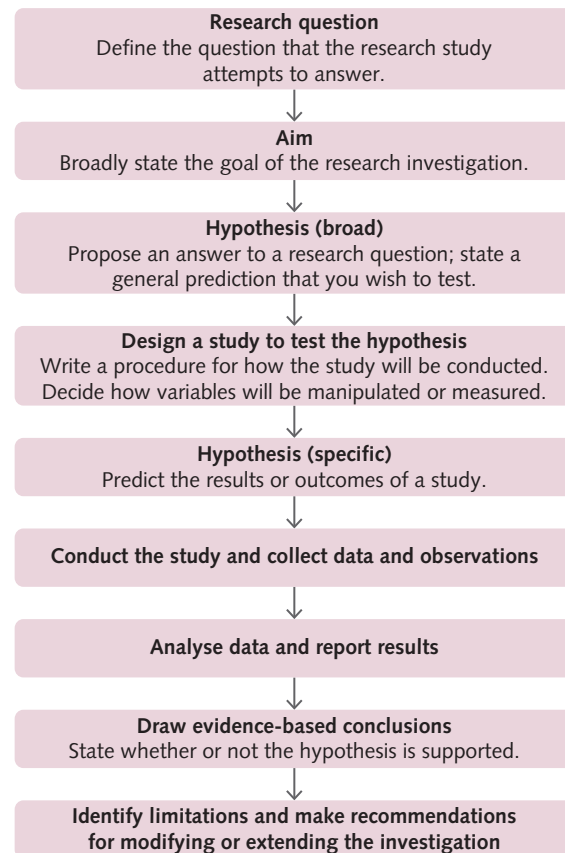 Research question
Define the question that the research study
attempts to answer.
Aim
Broadly state the goal of the research investigation.
Hypothesis (broad)
Propose an answer to a research question; state a
general prediction that you wish to test.
Design a study to test the hypothesis
Write a procedure for how the study will be conducted.
Decide how variables will be manipulated or measured.
Hypothesis (specific)
Predict the results or outcomes of a study.
Conduct the study and collect data and observations
Analyse data and report results
Draw evidence-based conclusions
State whether or not the hypothesis is supported.
Identify limitations and make recommendations
for modifying or extending the investigation